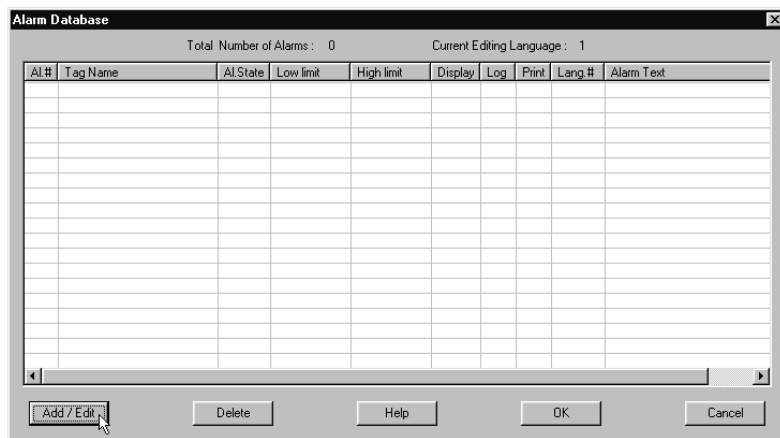 Alarm Database
Total Number of Alarms : 0 Current Editing Language : 1
Al.# Tag Name Al.State Low limit High limit Display Log Print Lang.# Alarm Text
Add / Edit Delete Help OK Cancel